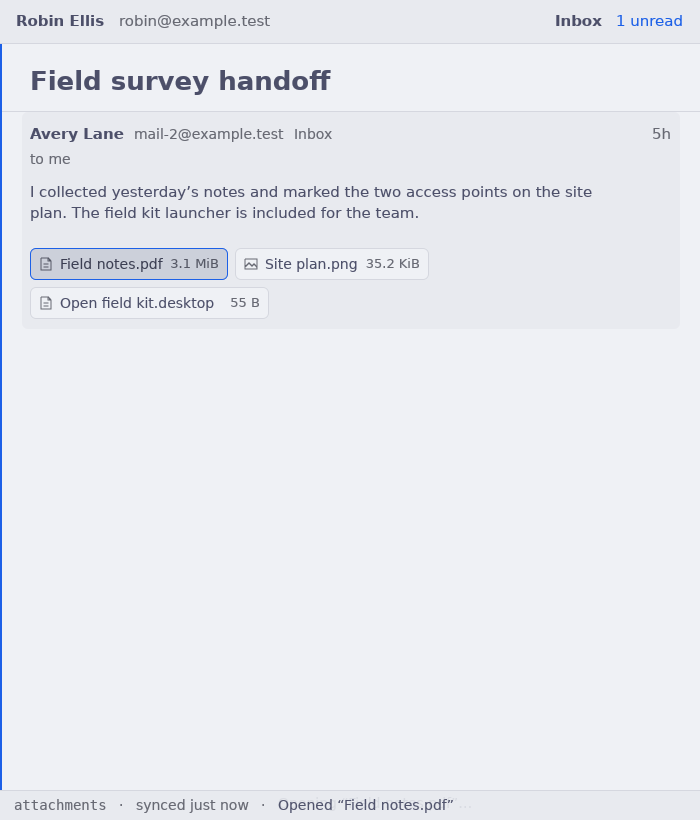 Robin Ellis robin@example.test Inbox 1 unread
Field survey handoff
Avery Lane mail-2@example.test Inbox 5h
to me
I collected yesterday’s notes and marked the two access points on the site
plan. The field kit launcher is included for the team.
Field notes.pdf 3.1 MiB Site plan.png 35.2 KiB
Open field kit.desktop 55 B
attachments · synced just now · Opened “Field notes.pdf”